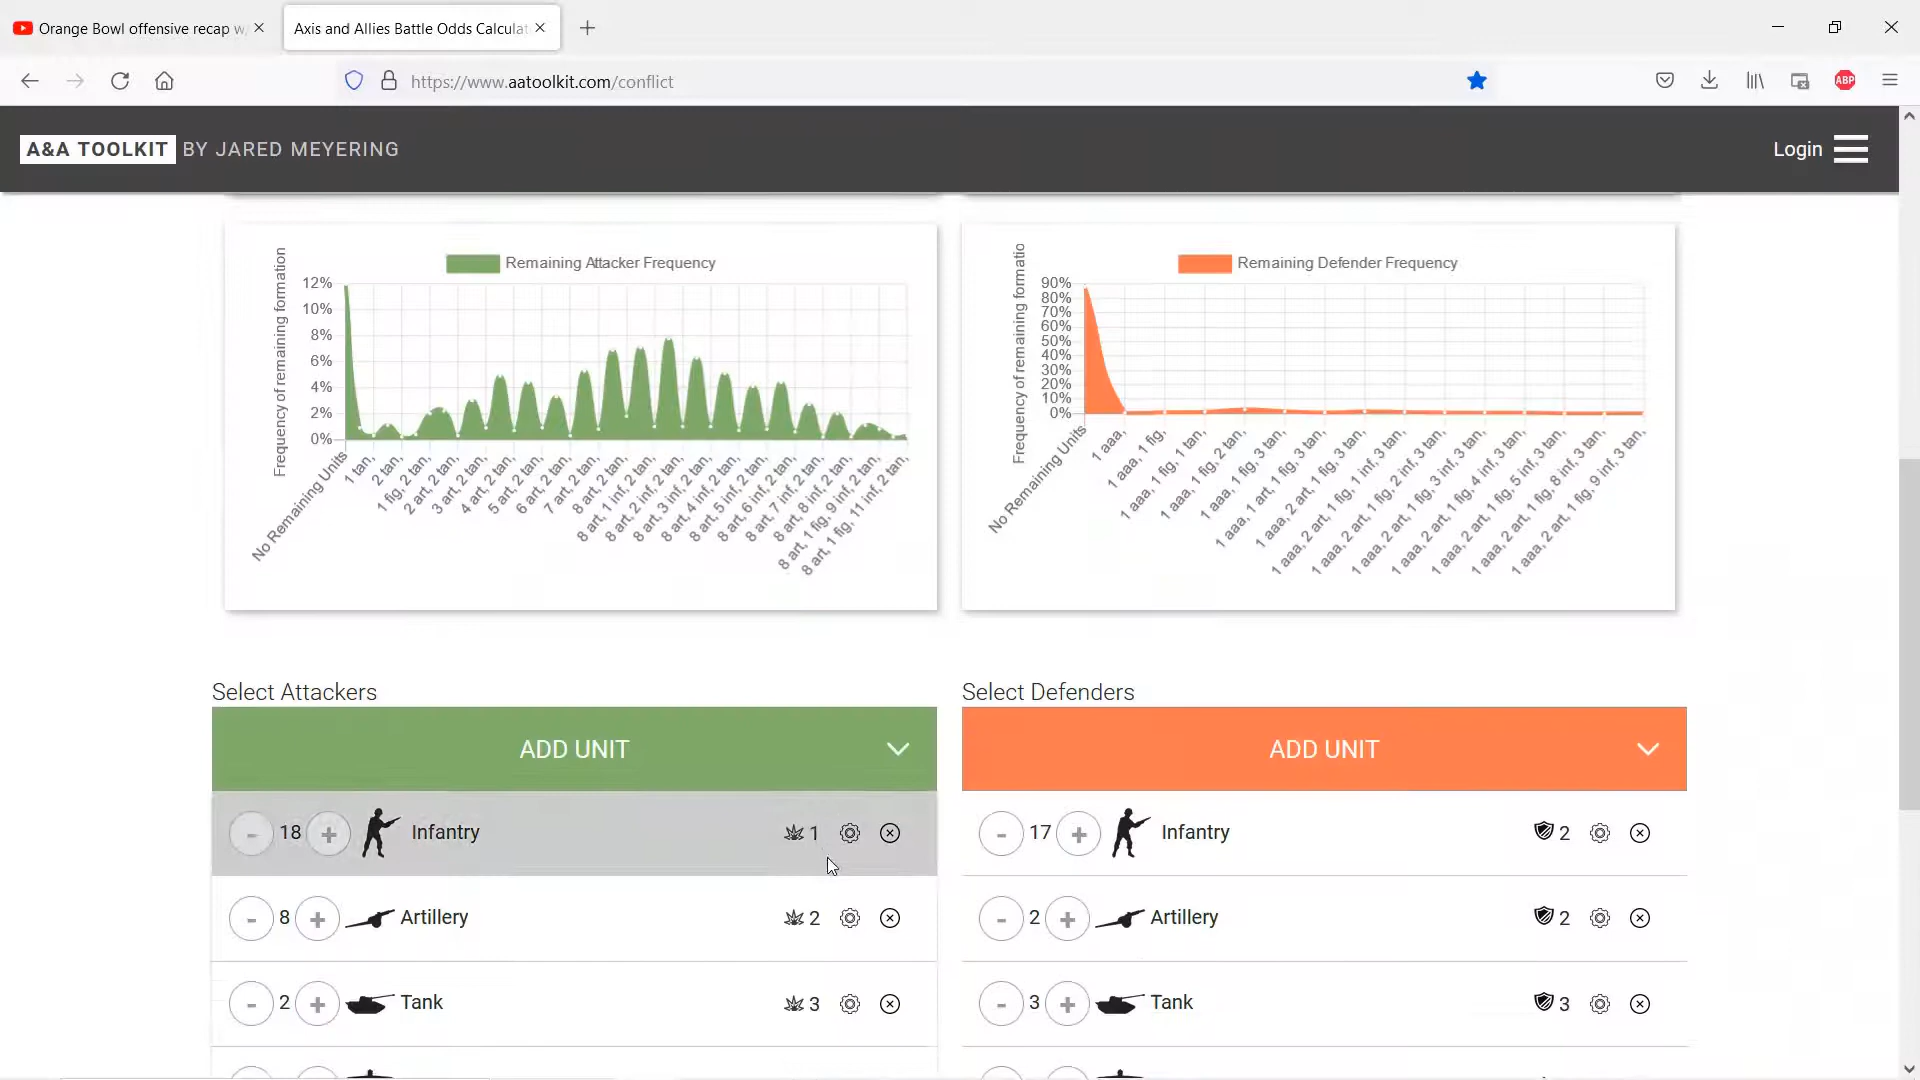 Orange Bowl offensive recap w
Axis and Allies Battle Odds Calculat
https://www.aatoolkit.com/conflict
ABP
A&A TOOLKIT BY JARED MEYERING
Login
Remaining Attacker Frequency
Frequency of remaining formation
12%
10%
8%
6%
4%
2%
0%
No Remaining Units
1 tan,
2 tan,
1 fig, 2 tan,
2 art, 2 tan,
3 art, 2 tan,
4 art, 2 tan,
5 art, 2 tan,
6 art, 2 tan,
7 art, 2 tan,
8 art, 2 tan,
8 art, 1 inf, 2 tan,
8 art, 2 inf, 2 tan,
8 art, 3 inf, 2 tan,
8 art, 4 inf, 2 tan,
8 art, 5 inf, 2 tan,
8 art, 6 inf, 2 tan,
8 art, 7 inf, 2 tan,
8 art, 8 inf, 2 tan,
8 art, 1 fig, 9 inf, 2 tan,
8 art, 1 fig, 11 inf, 2 tan,
Remaining Defender Frequency
Frequency of remaining formatio
90%
80%
70%
60%
50%
40%
30%
20%
10%
0%
No Remaining Units
1 aaa,
1 aaa, 1 fig,
1 aaa, 1 fig, 1 tan,
1 aaa, 1 fig, 2 tan,
1 aaa, 1 fig, 3 tan,
1 aaa, 1 art, 1 fig, 3 tan,
1 aaa, 2 art, 1 fig, 3 tan,
1 aaa, 2 art, 1 fig, 1 inf, 3 tan,
1 aaa, 2 art, 1 fig, 2 inf, 3 tan,
1 aaa, 2 art, 1 fig, 3 inf, 3 tan,
1 aaa, 2 art, 1 fig, 4 inf, 3 tan,
1 aaa, 2 art, 1 fig, 5 inf, 3 tan,
1 aaa, 2 art, 1 fig, 8 inf, 3 tan,
1 aaa, 2 art, 1 fig, 9 inf, 3 tan,
Select Attackers
ADD UNIT
- 18 + Infantry 1
- 8 + Artillery 2
- 2 + Tank 3
Select Defenders
ADD UNIT
- 17 + Infantry 2
- 2 + Artillery 2
- 3 + Tank 3